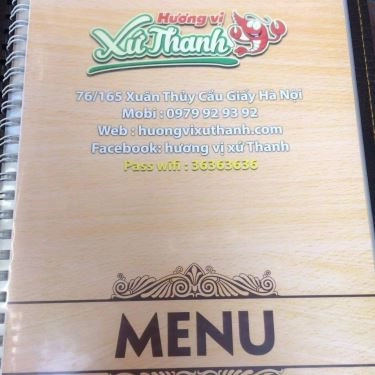 Hương vị
Xứ Thanh
76/165 Xuân Thủy Cầu Giấy Hà Nội
Mobi : 0979 92 93 92
Web : huongvixuthanh.com
Facebook: hương vị xứ Thanh
Pass wifi : 36363636
MENU